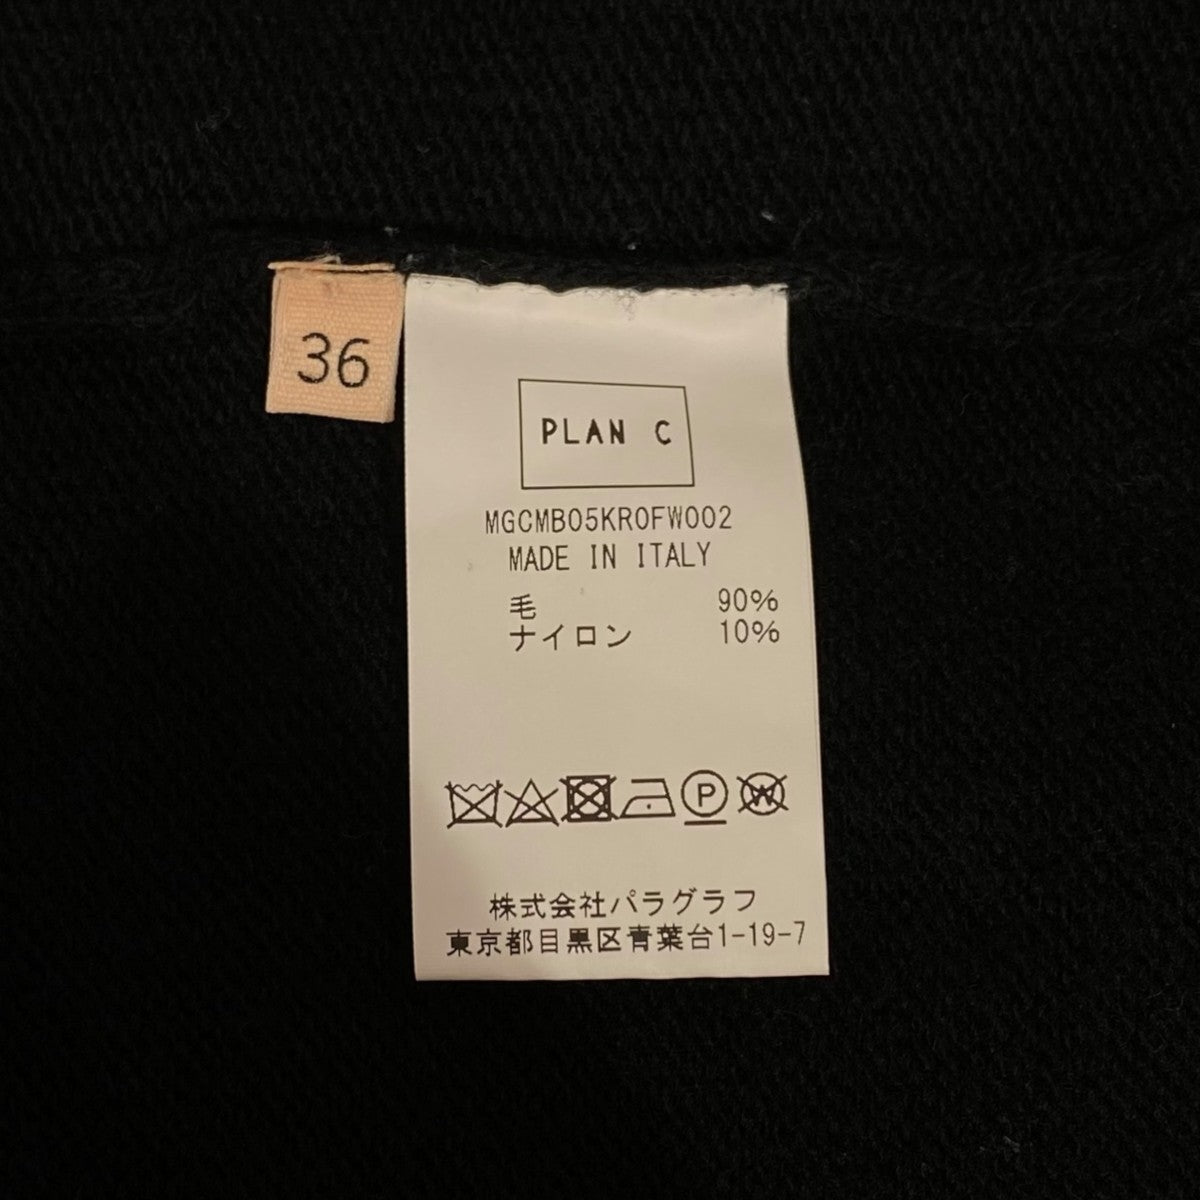 36
PLAN C
MGCMB05KR0FW002
MADE IN ITALY
毛 90%
ナイロン 10%
P W
株式会社パラグラフ
東京都目黒区青葉台1-19-7